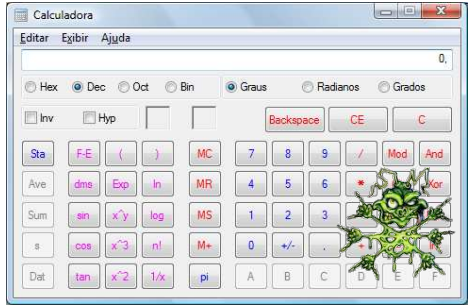 Calculadora
Editar Exibir Ajuda
0,
Hex Dec Oct Bin Graus Radianos Grados
Inv Hyp Backspace CE C
Sta F-E ( ) MC 7 8 9 / Mod And
Ave dms Exp ln MR 4 5 6 * Xor
Sum sin x^y log MS 1 2 3
s cos x^3 n! M+ 0 +/- . +
Dat tan x^2 1/x pi A B C D E F